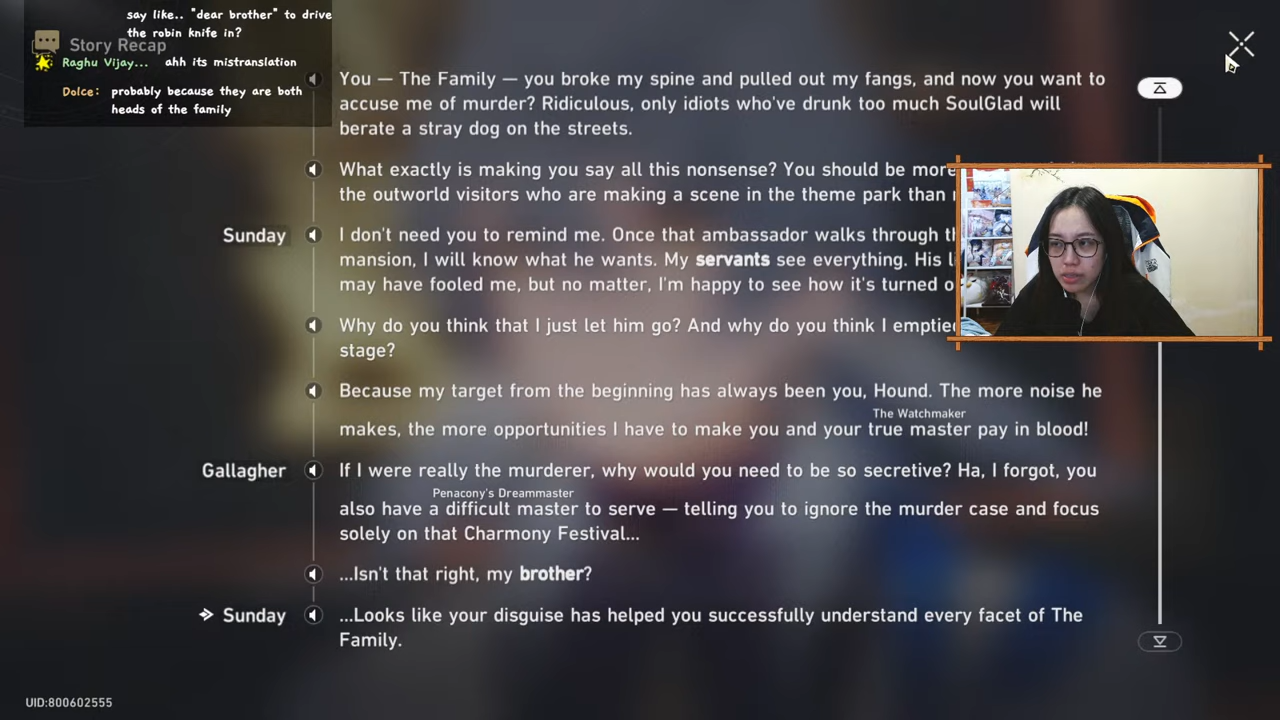 say like.. "dear brother" to drive
the robin knife in?
Story Recap
Raghu Vijay... ahh its mistranslation
Dolce: probably because they are both
heads of the family
You — The Family — you broke my spine and pulled out my fangs, and now you want to
accuse me of murder? Ridiculous, only idiots who've drunk too much SoulGlad will
berate a stray dog on the streets.
What exactly is making you say all this nonsense? You should be more
the outworld visitors who are making a scene in the theme park than
Sunday I don't need you to remind me. Once that ambassador walks through
mansion, I will know what he wants. My servants see everything. His
may have fooled me, but no matter, I'm happy to see how it's turned
Why do you think that I just let him go? And why do you think I emptied
stage?
Because my target from the beginning has always been you, Hound. The more noise he
The Watchmaker
makes, the more opportunities I have to make you and your true master pay in blood!
Gallagher If I were really the murderer, why would you need to be so secretive? Ha, I forgot, you
Penacony's Dreammaster
also have a difficult master to serve — telling you to ignore the murder case and focus
solely on that Charmony Festival...
...Isn't that right, my brother?
Sunday ...Looks like your disguise has helped you successfully understand every facet of The
Family.
UID:800602555